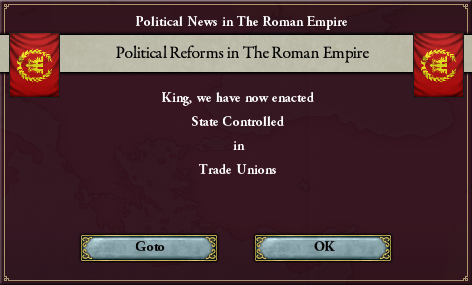 Political News in The Roman Empire
Political Reforms in The Roman Empire
King, we have now enacted
State Controlled
in
Trade Unions
Goto
OK